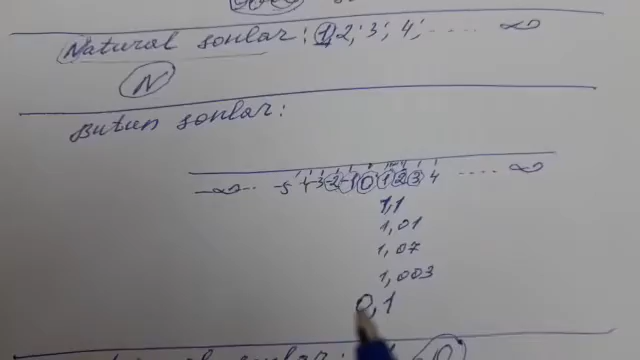 Natural sonlar: 1, 2; 3; 4; ..... ∞
N
Butun sonlar:
-∞... -5 -4 -3 -2 -1 0 1 2 3 4 .... ∞
1,1
1,01
1,07
1,003
0,1
sonlar: